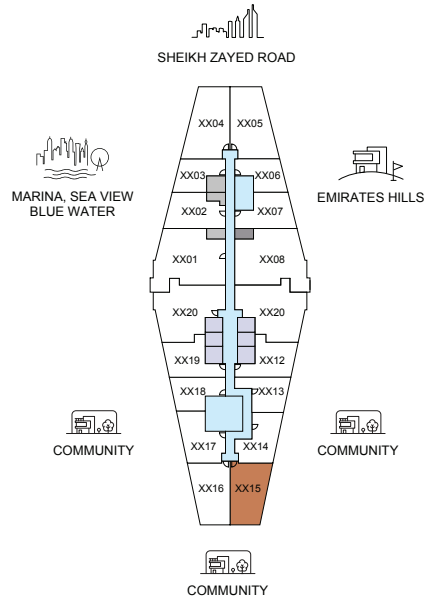 SHEIKH ZAYED ROAD
XX04 XX05
XX03 XX06
MARINA, SEA VIEW
BLUE WATER
EMIRATES HILLS
XX02 XX07
XX01 XX08
XX20 XX20
XX19 XX12
XX18 XX13
COMMUNITY
COMMUNITY
XX17 XX14
XX16 XX15
COMMUNITY